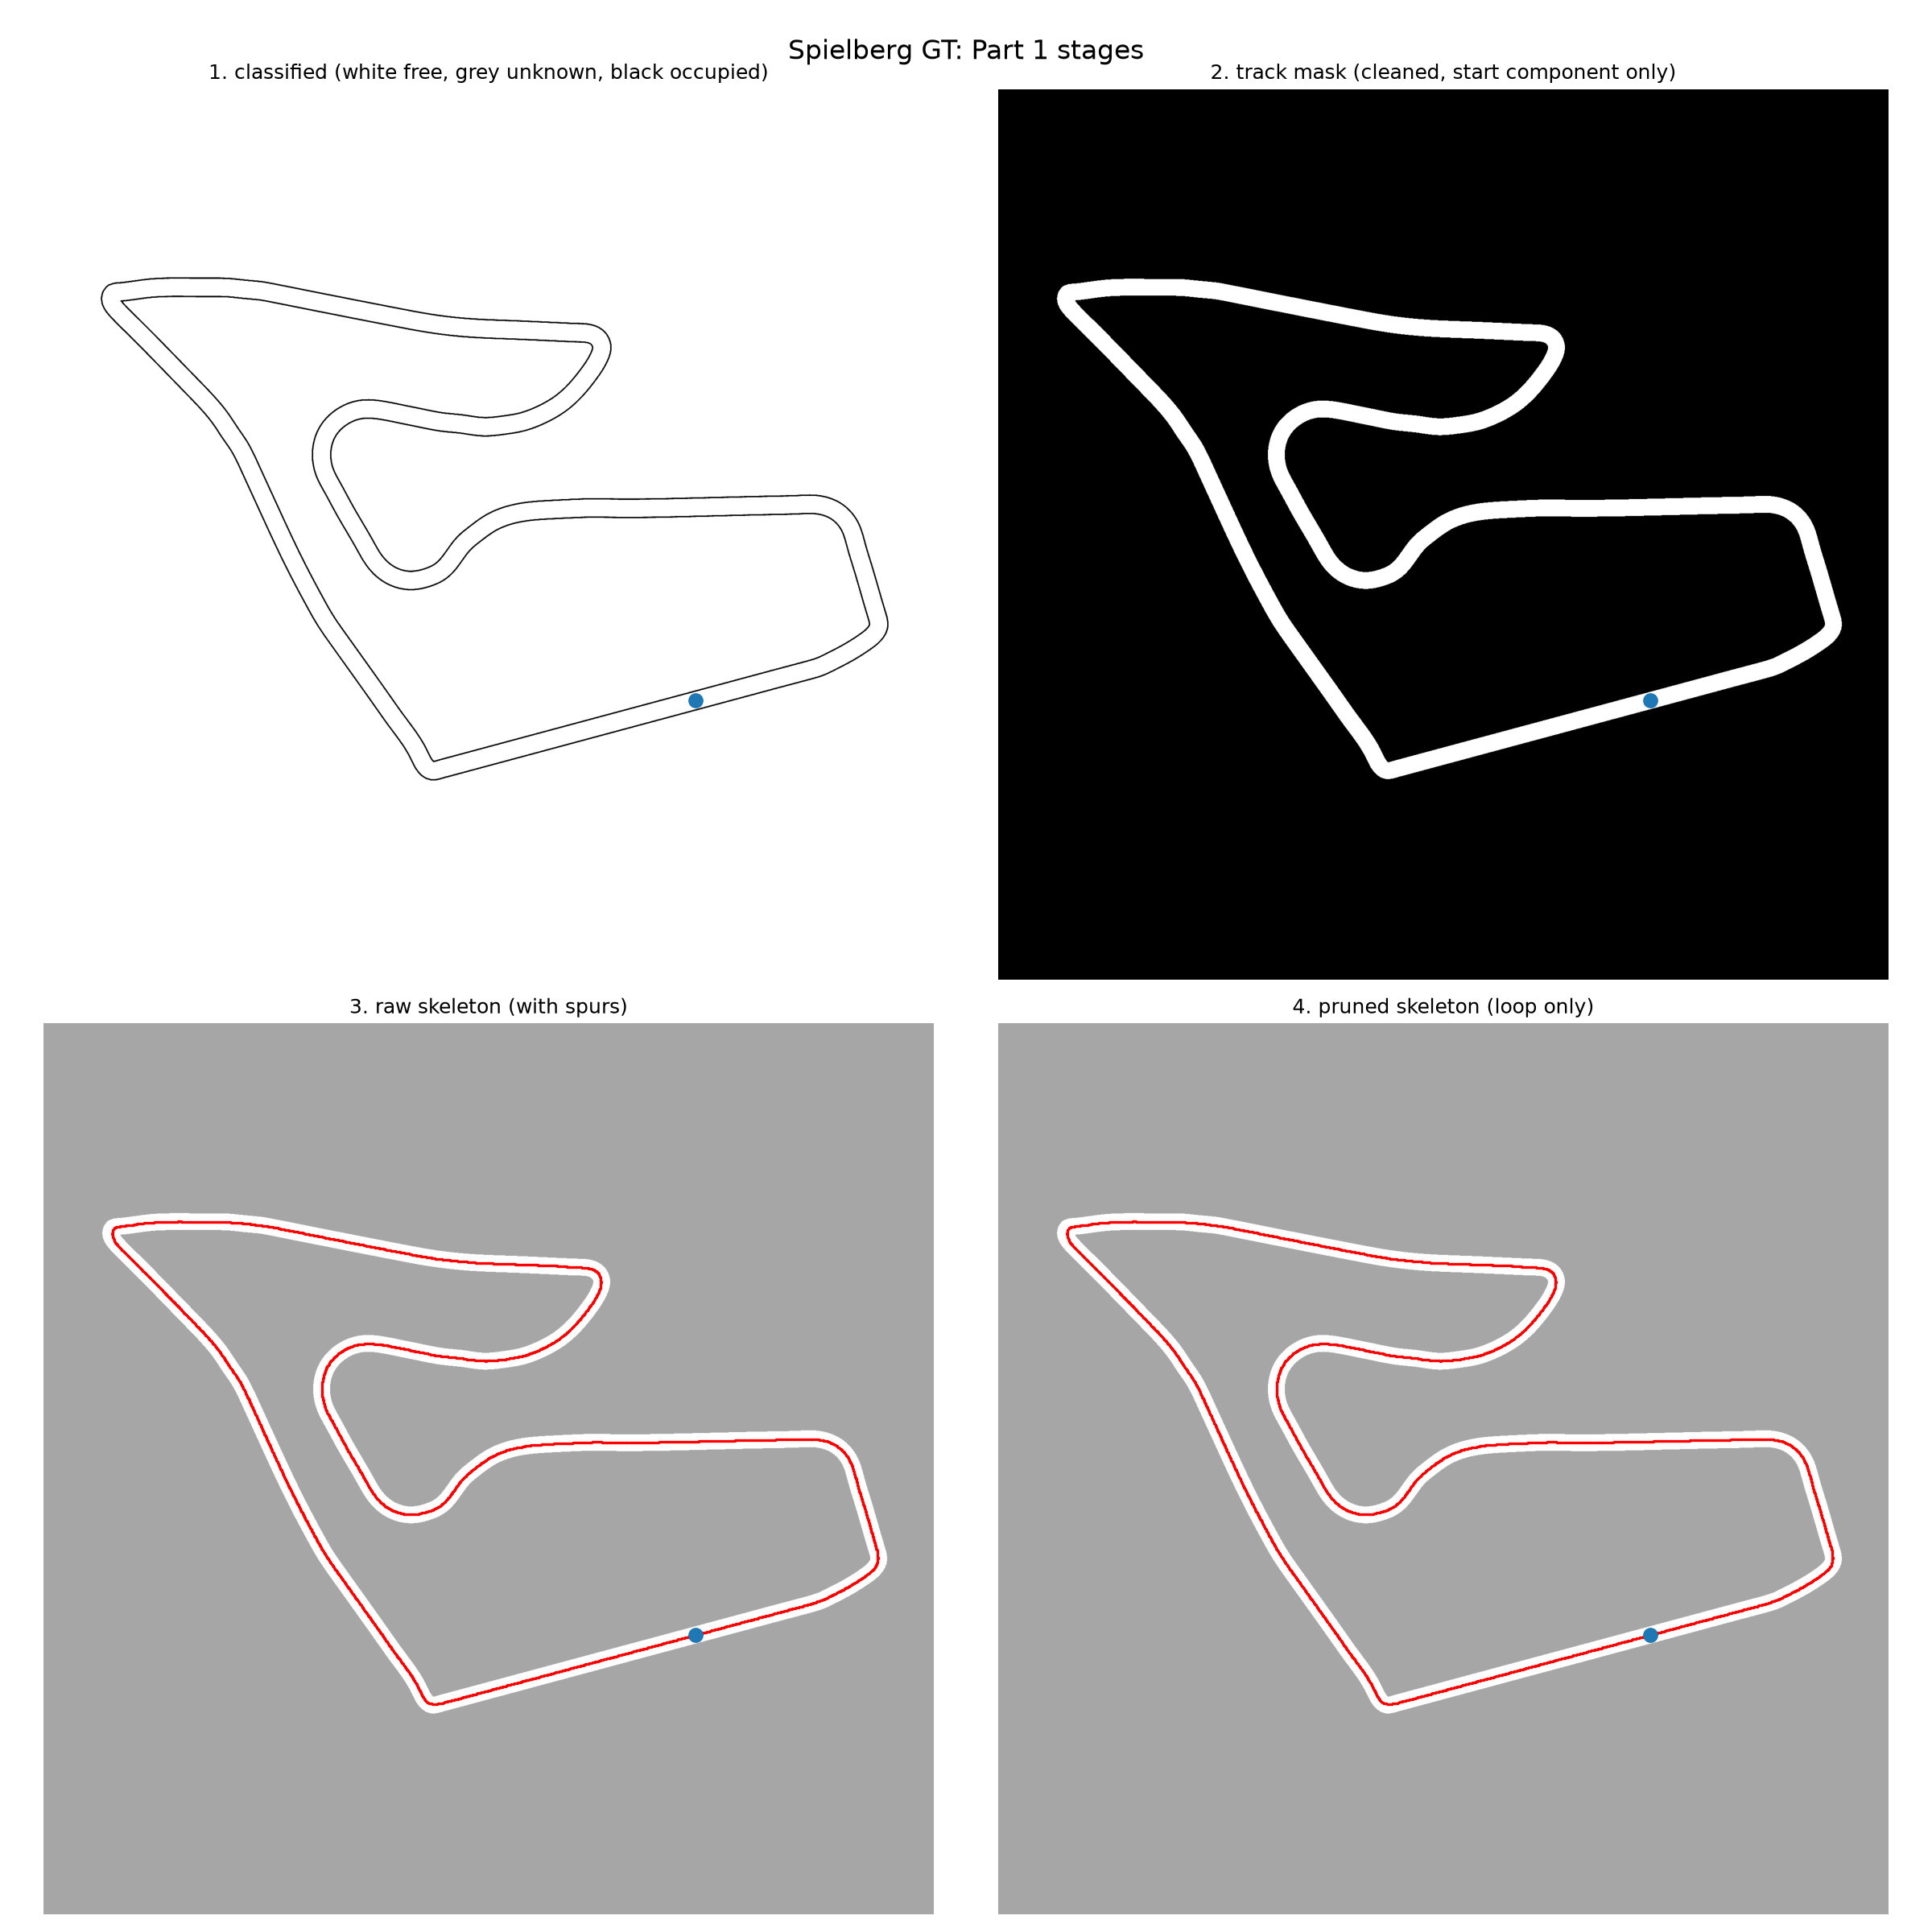 Spielberg GT: Part 1 stages
1. classified (white free, grey unknown, black occupied)
2. track mask (cleaned, start component only)
3. raw skeleton (with spurs)
4. pruned skeleton (loop only)